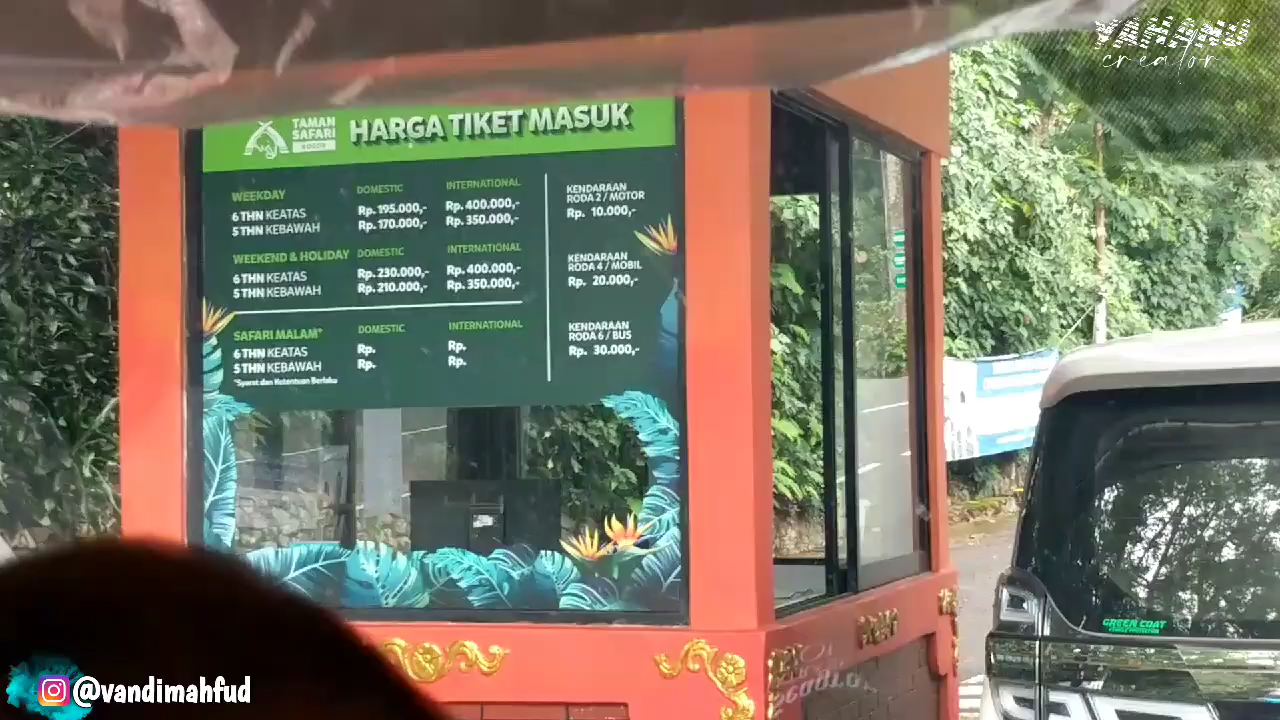 YAHANU
creator
TAMAN
SAFARI
BOGOR
HARGA TIKET MASUK
WEEKDAY DOMESTIC INTERNATIONAL
6 THN KEATAS Rp. 195.000,- Rp. 400.000,-
5 THN KEBAWAH Rp. 170.000,- Rp. 350.000,-
WEEKEND & HOLIDAY DOMESTIC INTERNATIONAL
6 THN KEATAS Rp. 230.000,- Rp. 400.000,-
5 THN KEBAWAH Rp. 210.000,- Rp. 350.000,-
SAFARI MALAM* DOMESTIC INTERNATIONAL
6 THN KEATAS Rp. Rp.
5 THN KEBAWAH Rp. Rp.
*Syarat dan Ketentuan Berlaku
KENDARAAN
RODA 2 / MOTOR
Rp. 10.000,-
KENDARAAN
RODA 4 / MOBIL
Rp. 20.000,-
KENDARAAN
RODA 6 / BUS
Rp. 30.000,-
GREEN COAT
@vandimahfud